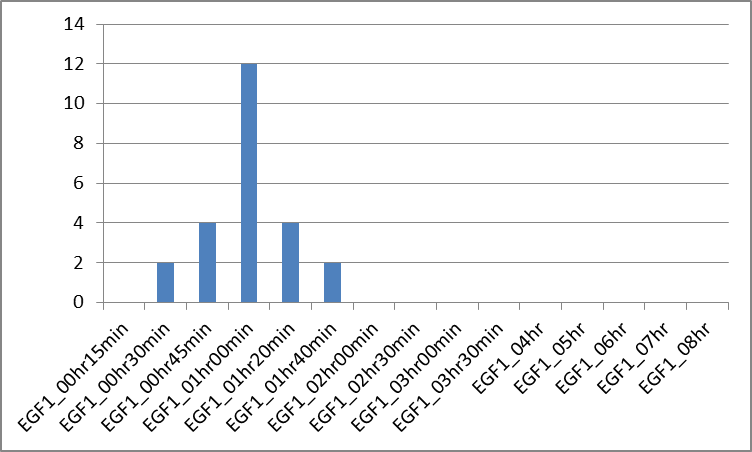 14
12
10
8
6
4
2
0
EGF1_00hr15min
EGF1_00hr30min
EGF1_00hr45min
EGF1_01hr00min
EGF1_01hr20min
EGF1_01hr40min
EGF1_02hr00min
EGF1_02hr30min
EGF1_03hr00min
EGF1_03hr30min
EGF1_04hr
EGF1_05hr
EGF1_06hr
EGF1_07hr
EGF1_08hr